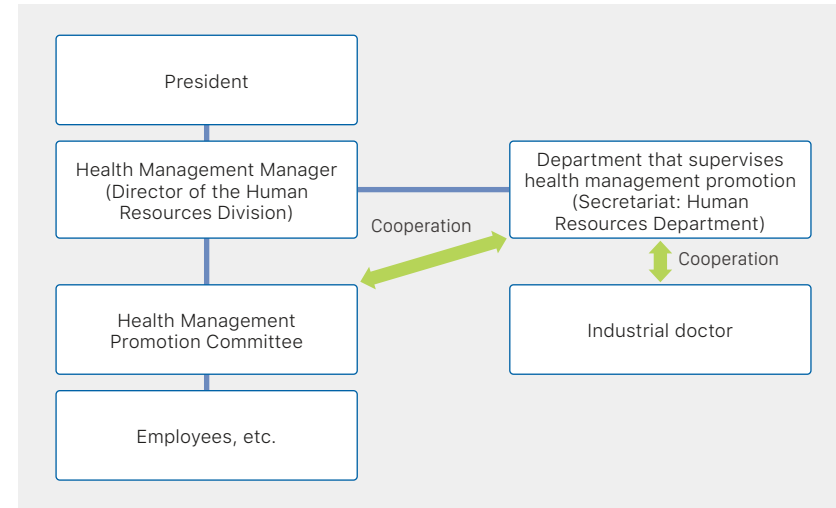 President
Health Management Manager
(Director of the Human
Resources Division)
Department that supervises
health management promotion
(Secretariat: Human
Resources Department)
Cooperation
Cooperation
Health Management
Promotion Committee
Industrial doctor
Employees, etc.